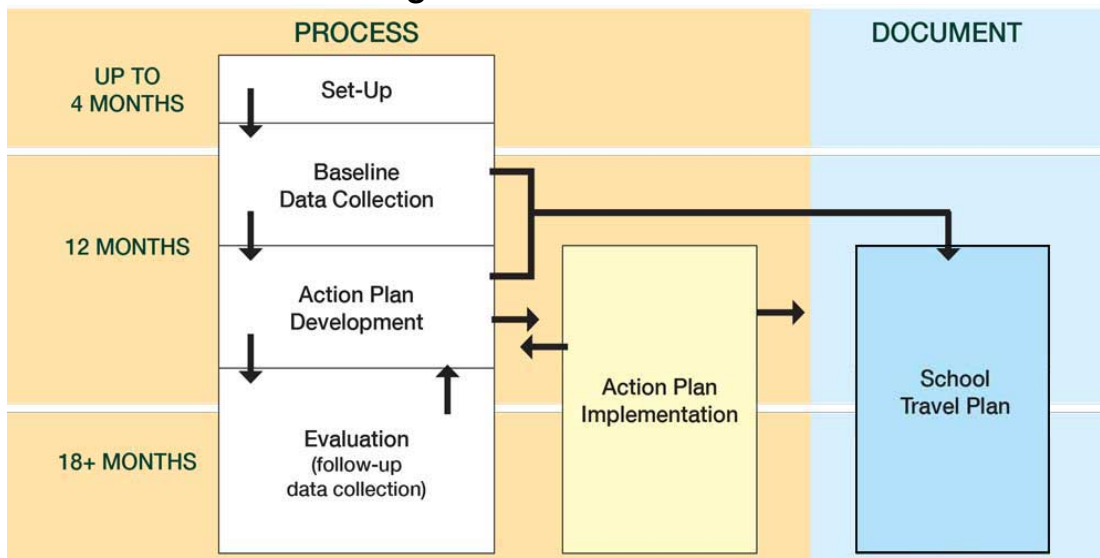 PROCESS
DOCUMENT
UP TO
4 MONTHS
Set-Up
Baseline
Data Collection
12 MONTHS
Action Plan
Development
Action Plan
Implementation
School
Travel Plan
18+ MONTHS
Evaluation
(follow-up
data collection)